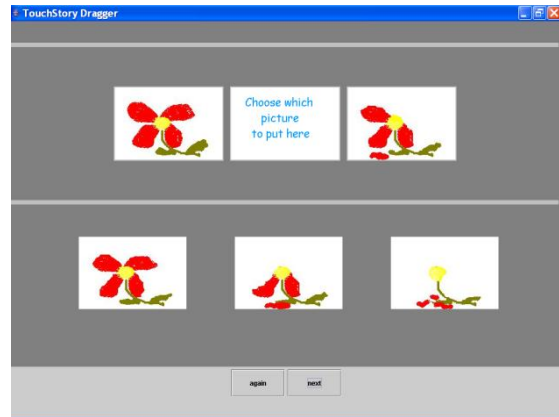 TouchStory Dragger
Choose which
picture
to put here
again
next